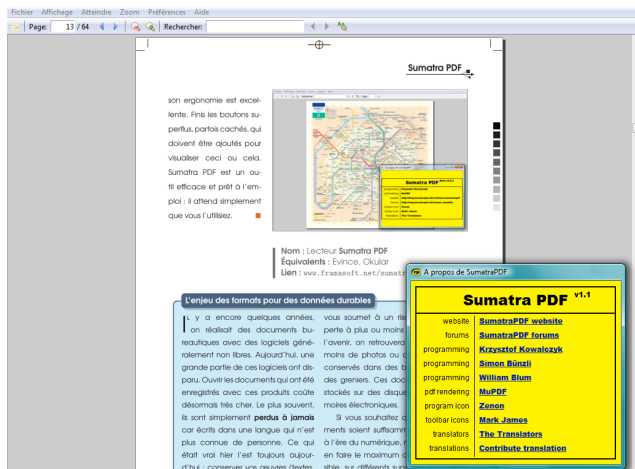 Fichier Affichage Atteindre Zoom Préférences Aide
Page: 13 / 64 Rechercher:
Sumatra PDF
son ergonomie est excel-
lente. Finis les boutons su-
perflus, parfois cachés, qui
doivent être ajoutés pour
visualiser ceci ou cela.
Sumatra PDF est un ou-
til efficace et prêt à l'em-
ploi : il attend simplement
que vous l'utilisiez.
Sumatra PDF
Nom : Lecteur Sumatra PDF
Équivalents : Evince, Okular
Lien : www.framasoft.net/sumatr
L'enjeu des formats pour des données durables
IL y a encore quelques années,
on réalisait des documents bu-
reautiques avec des logiciels géné-
ralement non libres. Aujourd'hui, une
grande partie de ces logiciels ont dis-
paru. Ouvrir les documents qui ont été
enregistrés avec ces produits coûte
désormais très cher. Le plus souvent,
ils sont simplement perdus à jamais
car écrits dans une langue qui n'est
plus connue de personne. Ce qui
était vrai hier l'est toujours aujour-
d'hui : conserver vos œuvres (textes,
vous soumet à un ris
perte à plus ou moins
l'avenir, on retrouvera
moins de photos ou
conservés dans des b
des greniers. Ces doc
stockés sur des disque
moires électroniques.
Si vous souhaitez q
ments soient suffisamm
à l'ère du numérique,
en faire le maximum
sible, sur différents sup
A propos de SumatraPDF
Sumatra PDF v1.1
website SumatraPDF website
forums SumatraPDF forums
programming Krzysztof Kowalczyk
programming Simon Bünzli
programming William Blum
pdf rendering MuPDF
program icon Zenon
toolbar icons Mark James
translators The Translators
translations Contribute translation